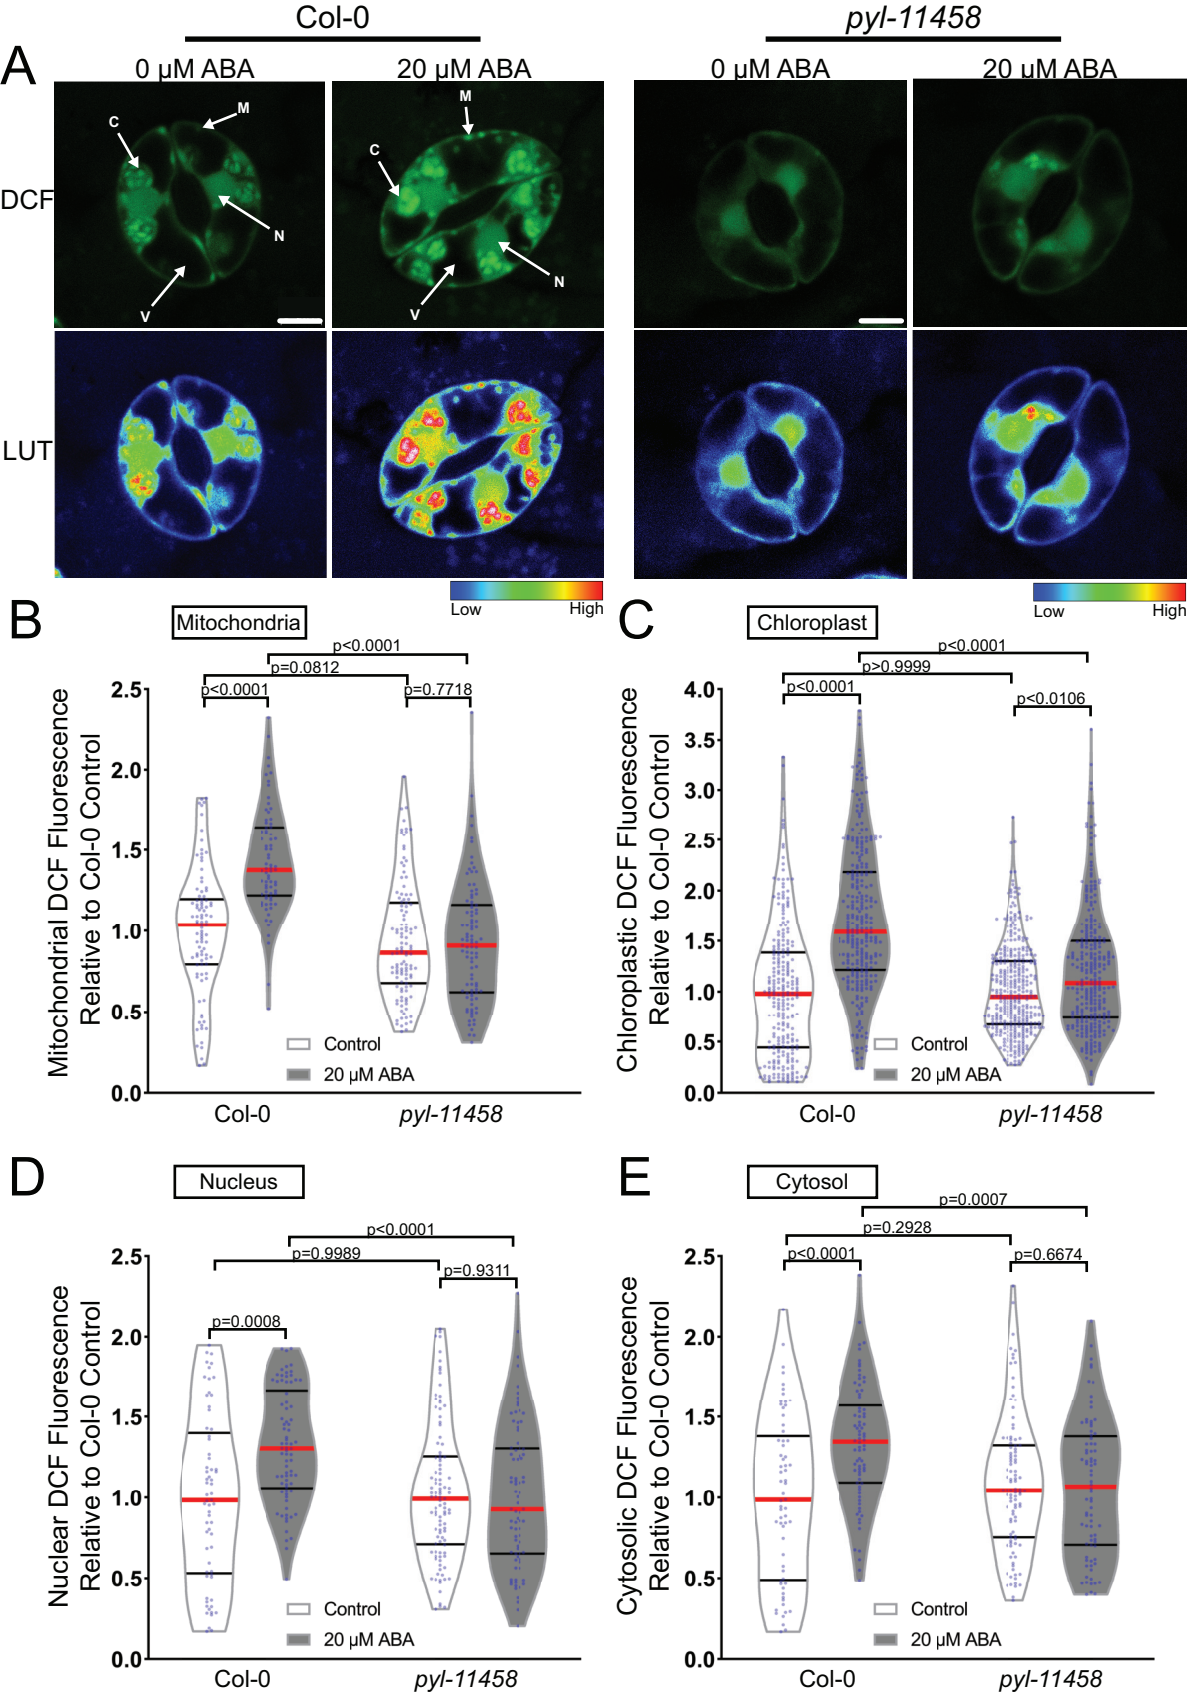 Col-0
pyl-11458
A
0 µM ABA
20 µM ABA
0 µM ABA
20 µM ABA
DCF
C
M
N
V
M
C
N
V
LUT
Low
High
Low
High
B
Mitochondria
p<0.0001
p=0.0812
p<0.0001
p=0.7718
Mitochondrial DCF Fluorescence
Relative to Col-0 Control
2.5
2.0
1.5
1.0
0.5
0.0
Control
20 µM ABA
Col-0
pyl-11458
C
Chloroplast
p<0.0001
p>0.9999
p<0.0001
p<0.0106
Chloroplastic DCF Fluorescence
Relative to Col-0 Control
4.0
3.5
3.0
2.5
2.0
1.5
1.0
0.5
0.0
Control
20 µM ABA
Col-0
pyl-11458
D
Nucleus
p<0.0001
p=0.9989
p=0.9311
p=0.0008
Nuclear DCF Fluorescence
Relative to Col-0 Control
2.5
2.0
1.5
1.0
0.5
0.0
Control
20 µM ABA
Col-0
pyl-11458
E
Cytosol
p=0.0007
p=0.2928
p<0.0001
p=0.6674
Cytosolic DCF Fluorescence
Relative to Col-0 Control
2.5
2.0
1.5
1.0
0.5
0.0
Control
20 µM ABA
Col-0
pyl-11458